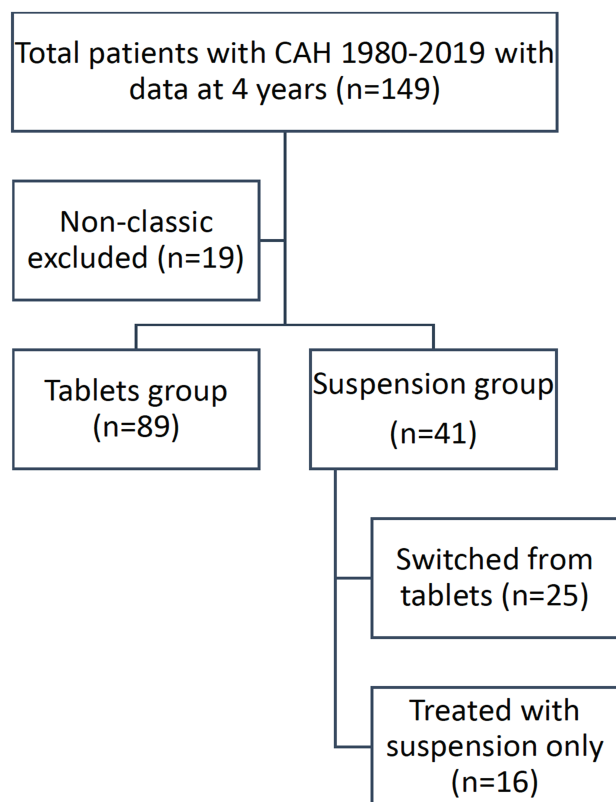 Total patients with CAH 1980-2019 with
data at 4 years (n=149)
Non-classic
excluded (n=19)
Tablets group
(n=89)
Suspension group
(n=41)
Switched from
tablets (n=25)
Treated with
suspension only
(n=16)